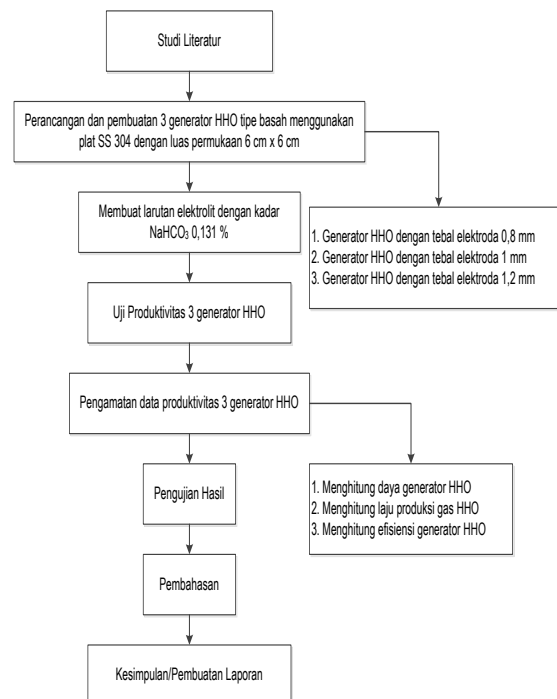 Studi Literatur
Perancangan dan pembuatan 3 generator HHO tipe basah menggunakan
plat SS 304 dengan luas permukaan 6 cm x 6 cm
Membuat larutan elektrolit dengan kadar
NaHCO₃ 0,131 %
1. Generator HHO dengan tebal elektroda 0,8 mm
2. Generator HHO dengan tebal elektroda 1 mm
3. Generator HHO dengan tebal elektroda 1,2 mm
Uji Produktivitas 3 generator HHO
Pengamatan data produktivitas 3 generator HHO
Pengujian Hasil
1. Menghitung daya generator HHO
2. Menghitung laju produksi gas HHO
3. Menghitung efisiensi generator HHO
Pembahasan
Kesimpulan/Pembuatan Laporan